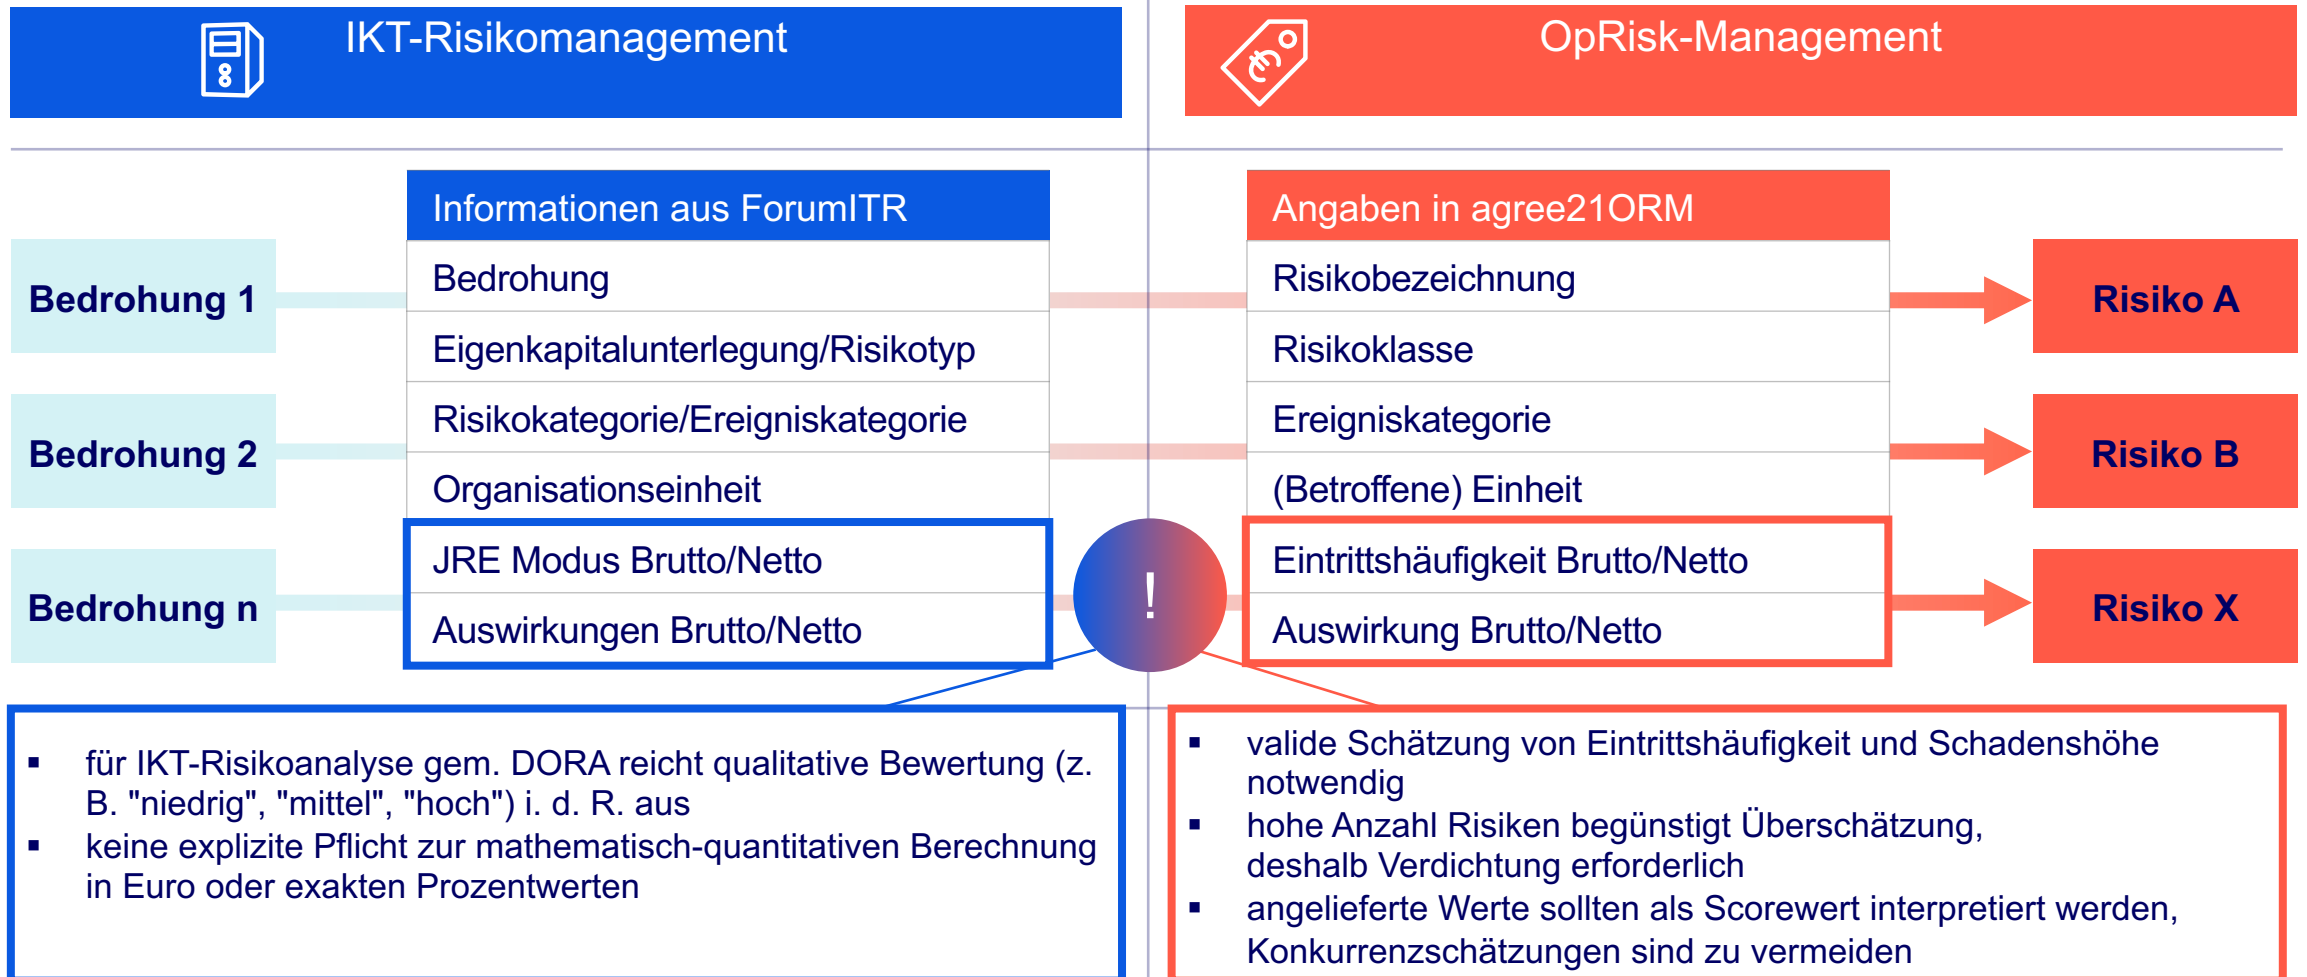 IKT-Risikomanagement
OpRisk-Management
Informationen aus ForumITR
Angaben in agree21ORM
Bedrohung 1
Bedrohung
Risikobezeichnung
Risiko A
Eigenkapitalunterlegung/Risikotyp
Risikoklasse
Bedrohung 2
Risikokategorie/Ereigniskategorie
Ereigniskategorie
Risiko B
Organisationseinheit
(Betroffene) Einheit
Bedrohung n
JRE Modus Brutto/Netto
!
Eintrittshäufigkeit Brutto/Netto
Risiko X
Auswirkungen Brutto/Netto
Auswirkung Brutto/Netto
▪ für IKT-Risikoanalyse gem. DORA reicht qualitative Bewertung (z.
B. "niedrig", "mittel", "hoch") i. d. R. aus
▪ keine explizite Pflicht zur mathematisch-quantitativen Berechnung
in Euro oder exakten Prozentwerten
▪ valide Schätzung von Eintrittshäufigkeit und Schadenshöhe
notwendig
▪ hohe Anzahl Risiken begünstigt Überschätzung,
deshalb Verdichtung erforderlich
▪ angelieferte Werte sollten als Scorewert interpretiert werden,
Konkurrenzschätzungen sind zu vermeiden